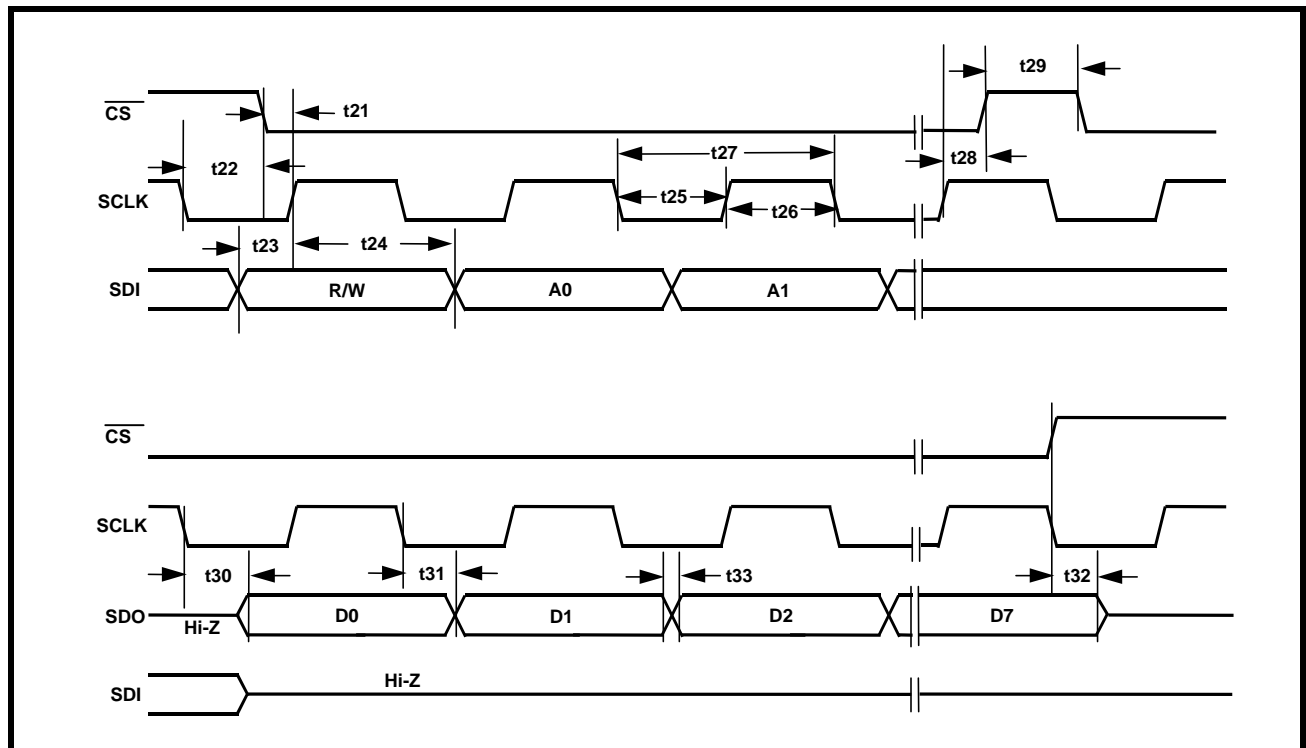 t29
CS
t21
t27
t22
t28
SCLK
t25
t26
t23
t24
SDI
R/W
A0
A1
CS
SCLK
t30
t31
t33
t32
SDO
Hi-Z
D0
D1
D2
D7
Hi-Z
SDI